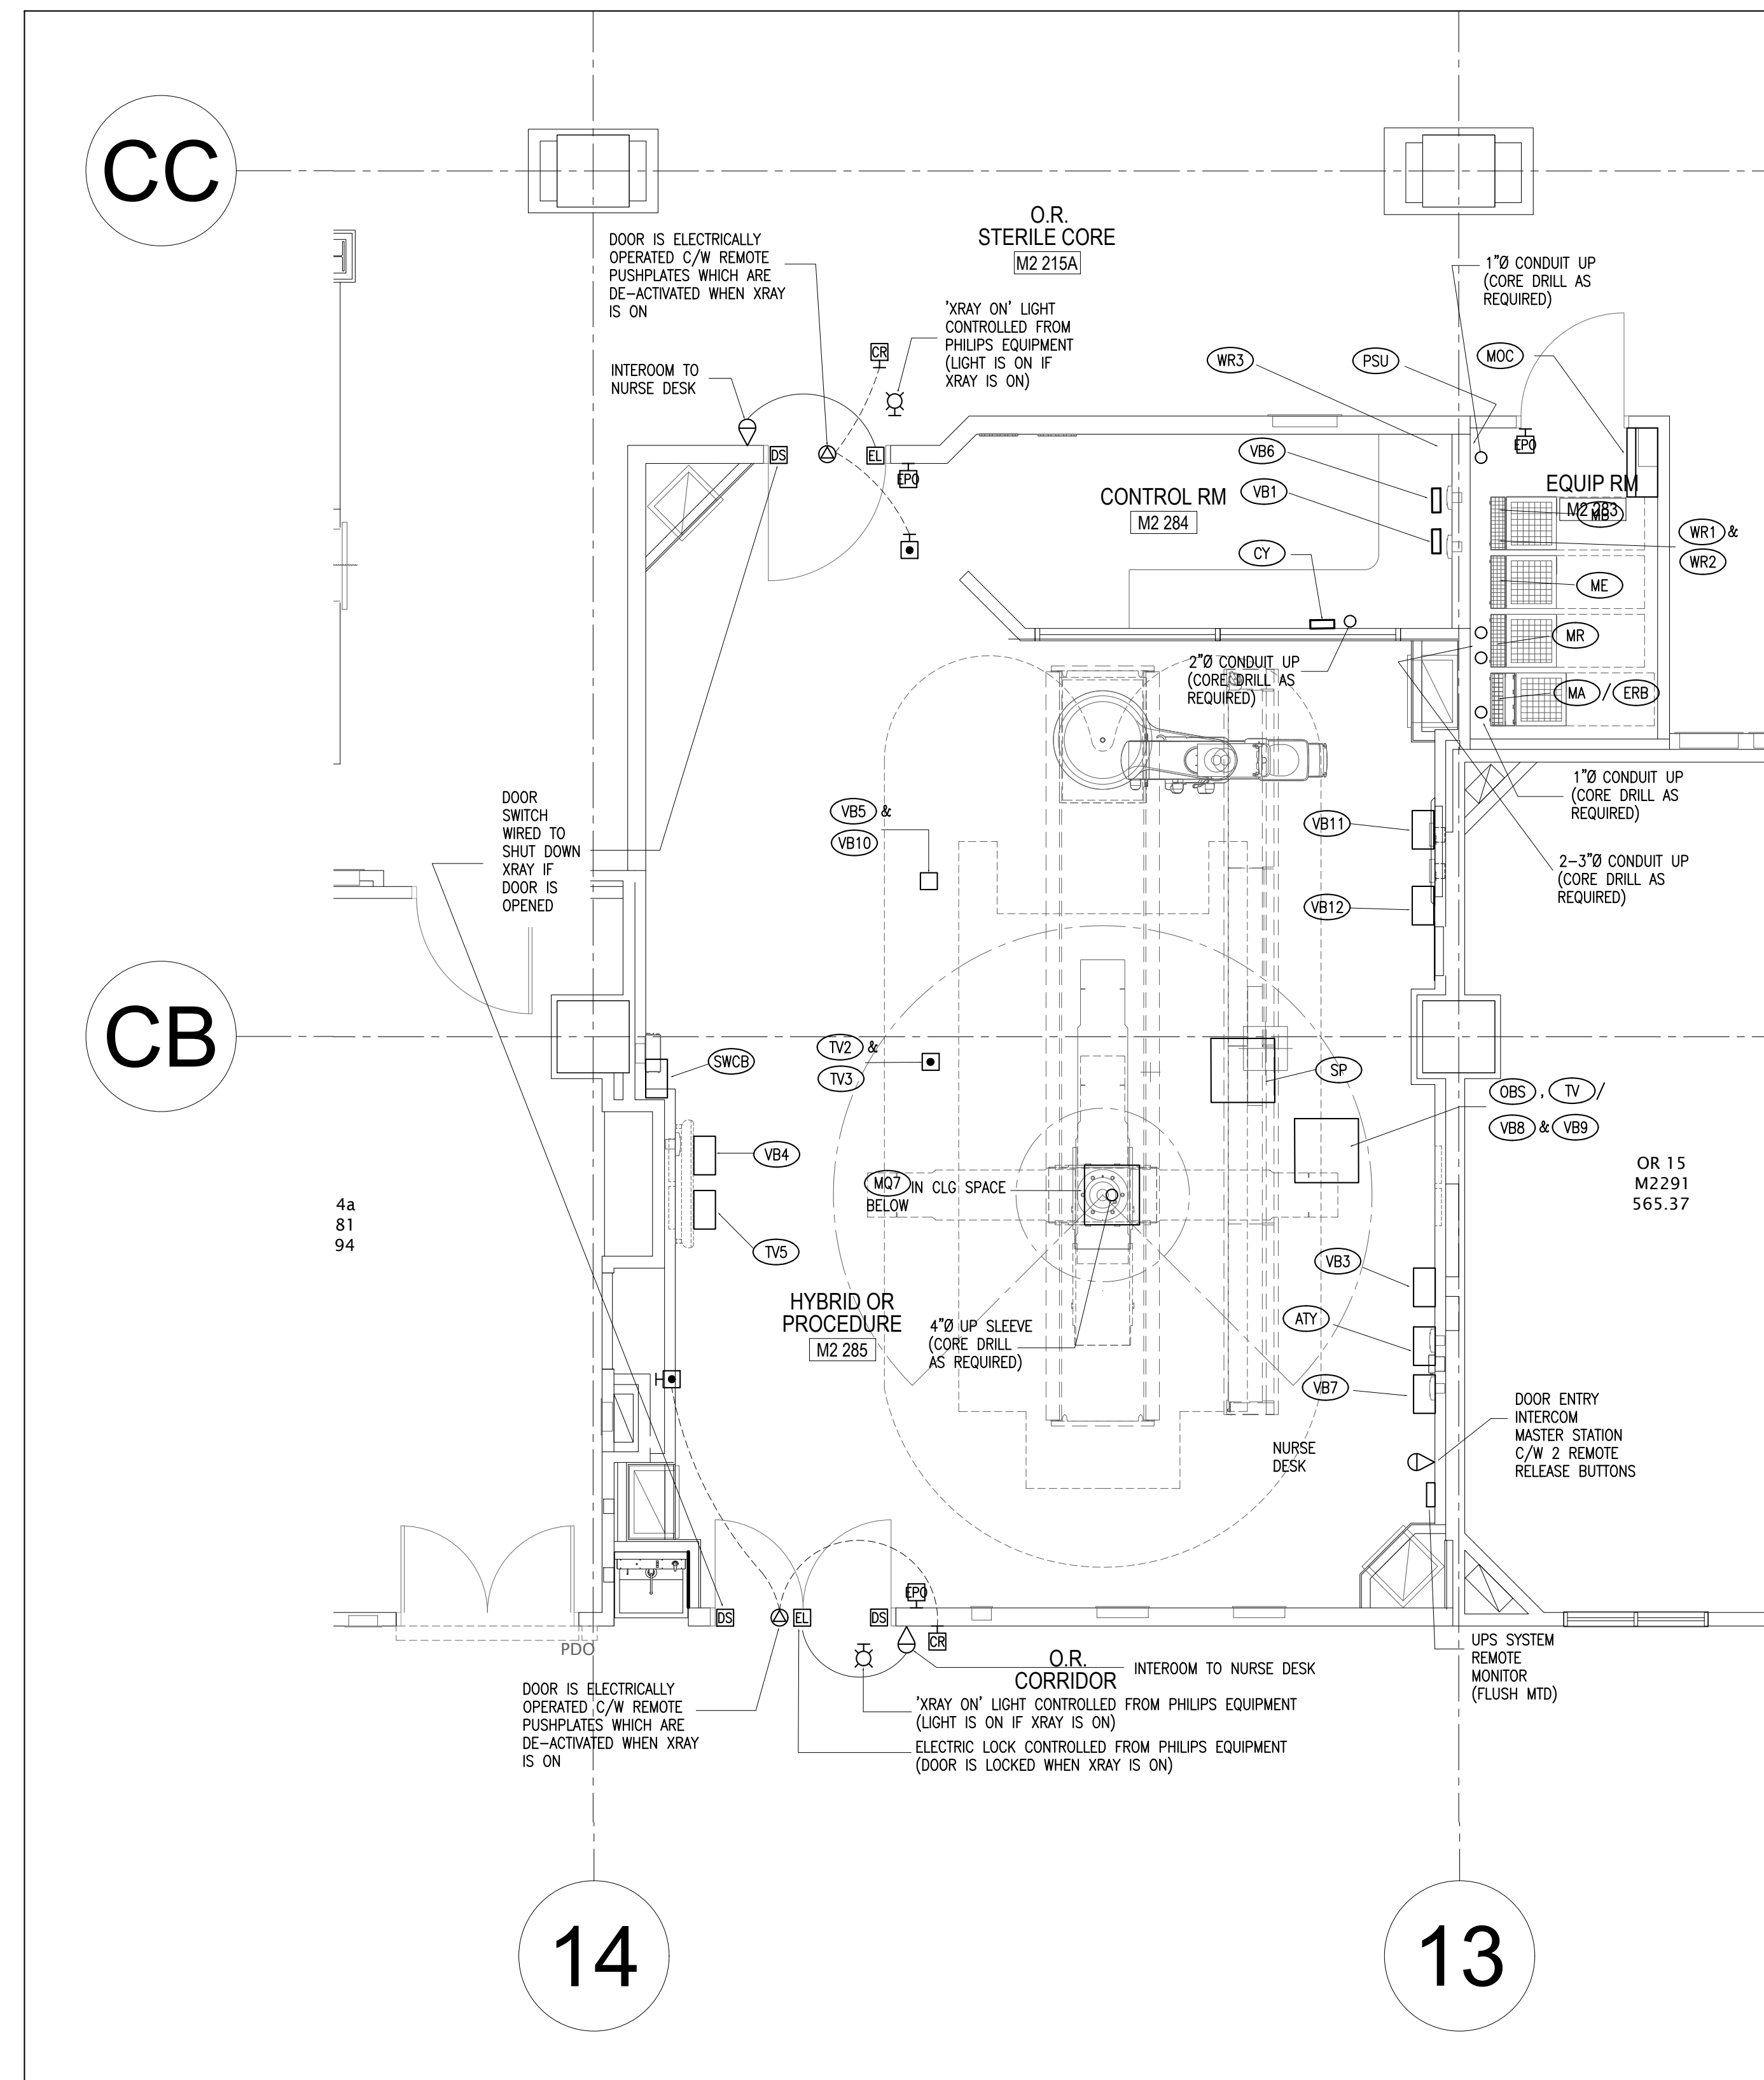 CC
O.R.
STERILE CORE
M2 215A
DOOR IS ELECTRICALLY
OPERATED C/W REMOTE
PUSHPLATES WHICH ARE
DE-ACTIVATED WHEN XRAY
IS ON
'XRAY ON' LIGHT
CONTROLLED FROM
PHILIPS EQUIPMENT
(LIGHT IS ON IF
XRAY IS ON)
1"Ø CONDUIT UP
(CORE DRILL AS
REQUIRED)
INTEROOM TO
NURSE DESK
CR
WR3
PSU
MOC
DS
EL
EPO
VB6
VB1
CY
EPO
CONTROL RM
M2 284
EQUIP RM
M2 283
MB
WR1 &
WR2
ME
MR
MA / ERB
2"Ø CONDUIT UP
(CORE DRILL AS
REQUIRED)
1"Ø CONDUIT UP
(CORE DRILL AS
REQUIRED)
2-3"Ø CONDUIT UP
(CORE DRILL AS
REQUIRED)
DOOR
SWITCH
WIRED TO
SHUT DOWN
XRAY IF
DOOR IS
OPENED
VB5 &
VB10
VB11
VB12
CB
SWCB
TV2 &
TV3
SP
OBS , TV /
VB8 & VB9
VB4
TV5
MQ7 IN CLG SPACE
BELOW
OR 15
M2291
565.37
4a
81
94
VB3
ATY
VB7
HYBRID OR
PROCEDURE
M2 285
4"Ø UP SLEEVE
(CORE DRILL
AS REQUIRED)
NURSE
DESK
DOOR ENTRY
INTERCOM
MASTER STATION
C/W 2 REMOTE
RELEASE BUTTONS
DS
EL
DS
EPO
CR
PDO
O.R.
CORRIDOR
INTEROOM TO NURSE DESK
UPS SYSTEM
REMOTE
MONITOR
(FLUSH MTD)
DOOR IS ELECTRICALLY
OPERATED C/W REMOTE
PUSHPLATES WHICH ARE
DE-ACTIVATED WHEN XRAY
IS ON
'XRAY ON' LIGHT CONTROLLED FROM PHILIPS EQUIPMENT
(LIGHT IS ON IF XRAY IS ON)
ELECTRIC LOCK CONTROLLED FROM PHILIPS EQUIPMENT
(DOOR IS LOCKED WHEN XRAY IS ON)
14
13